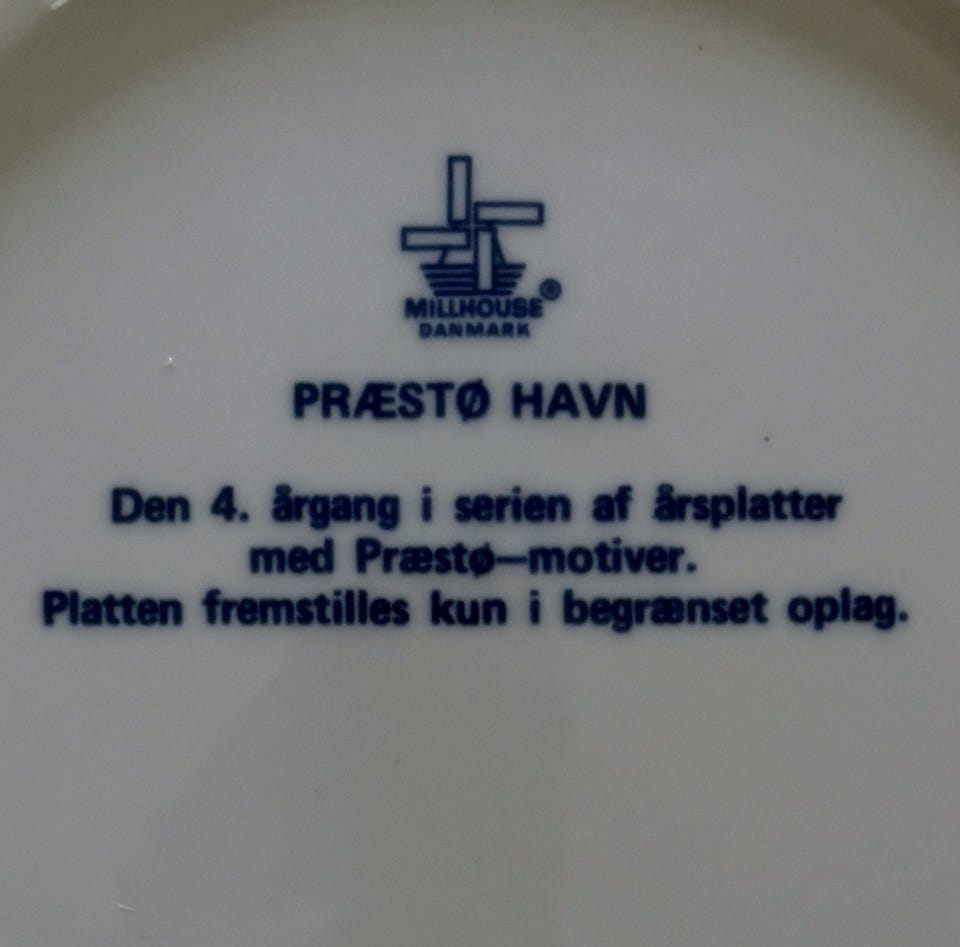 MILLHOUSE®
DANMARK
PRÆSTØ HAVN
Den 4. årgang i serien af årsplatter
med Præstø–motiver.
Platten fremstilles kun i begrænset oplag.